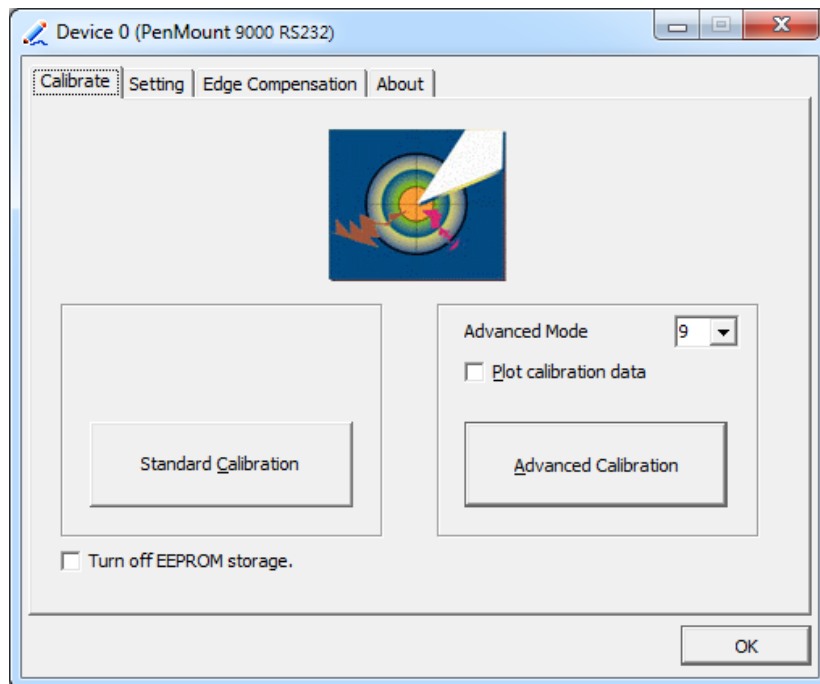 Device 0 (PenMount 9000 RS232)
Calibrate Setting Edge Compensation About
Advanced Mode 9
Plot calibration data
Standard Calibration
Advanced Calibration
Turn off EEPROM storage.
OK